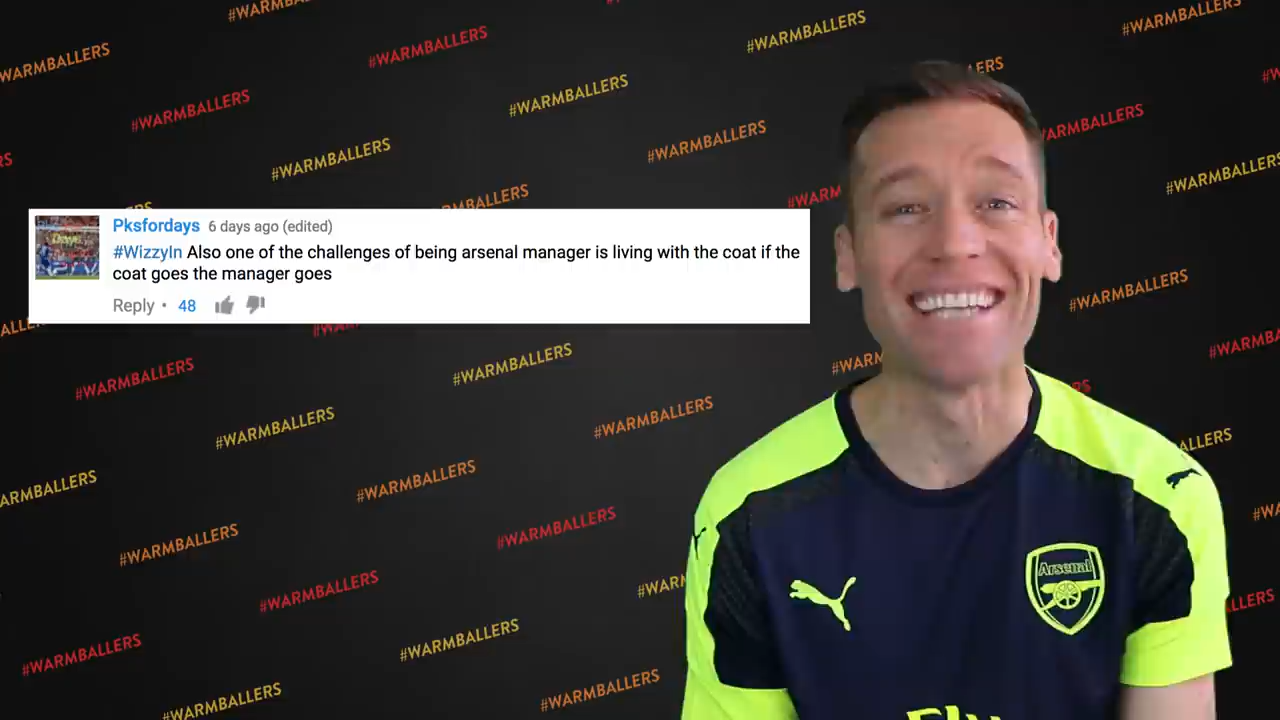 #WARMBALLERS
Pksfordays 6 days ago (edited)
#WizzyIn Also one of the challenges of being arsenal manager is living with the coat if the
coat goes the manager goes
Reply • 48
Arsenal